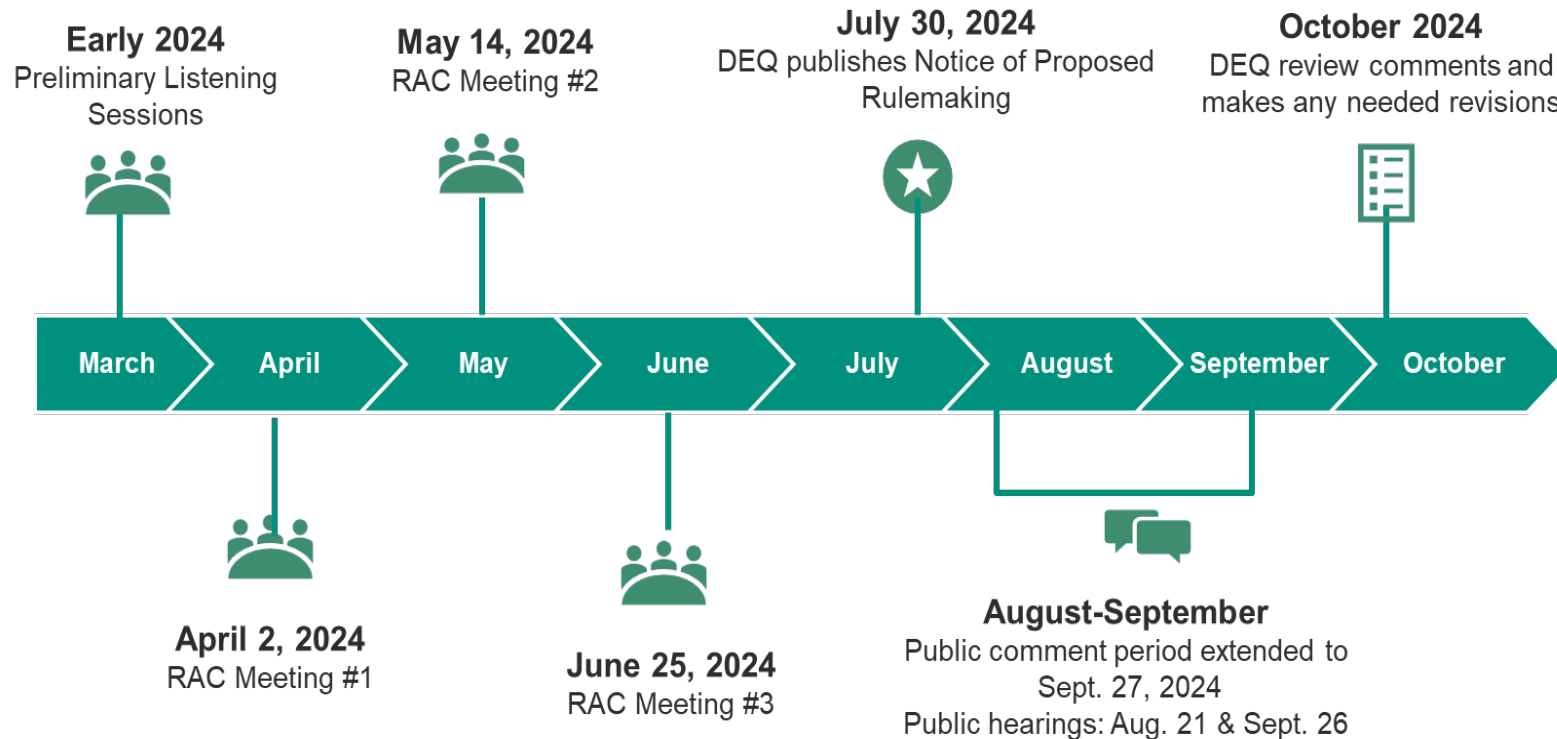 Early 2024
Preliminary Listening
Sessions
May 14, 2024
RAC Meeting #2
July 30, 2024
DEQ publishes Notice of Proposed
Rulemaking
October 2024
DEQ review comments and
makes any needed revisions
March
April
May
June
July
August
September
October
April 2, 2024
RAC Meeting #1
June 25, 2024
RAC Meeting #3
August-September
Public comment period extended to
Sept. 27, 2024
Public hearings: Aug. 21 & Sept. 26